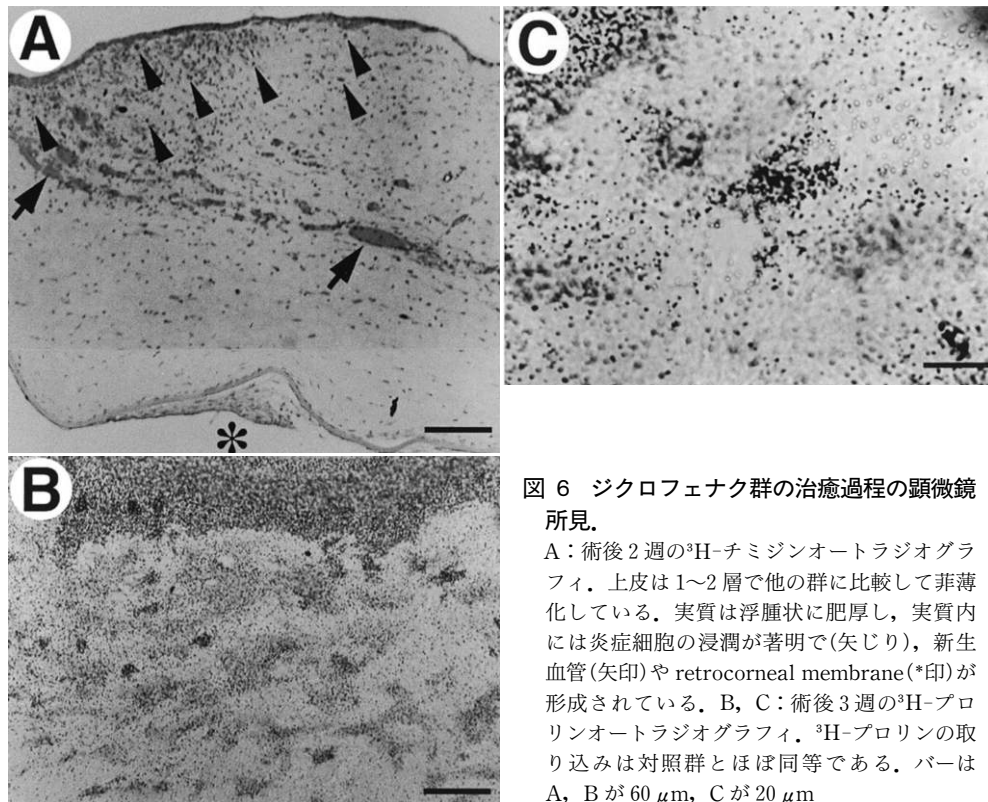 A
C
B
図 6 ジクロフェナク群の治癒過程の顕微鏡
所見.
A:術後 2 週の³H-チミジンオートラジオグラ
フィ. 上皮は 1〜2 層で他の群に比較して菲薄
化している. 実質は浮腫状に肥厚し, 実質内
には炎症細胞の浸潤が著明で(矢じり), 新生
血管(矢印)や retrocorneal membrane(*印)が
形成されている. B, C:術後 3 週の³H-プロ
リンオートラジオグラフィ. ³H-プロリンの取
り込みは対照群とほぼ同等である. バーは
A, B が 60 μm, C が 20 μm